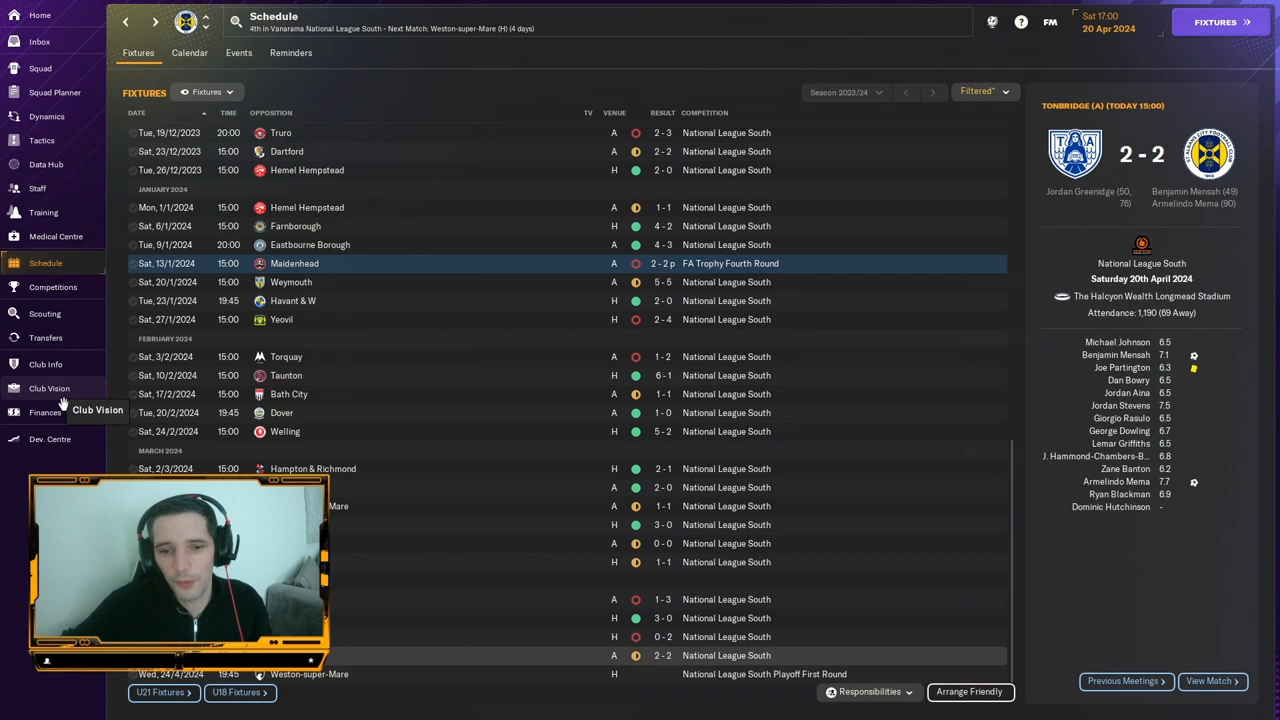 Home
Inbox
Squad
Squad Planner
Dynamics
Tactics
Data Hub
Staff
Training
Medical Centre
Schedule
Competitions
Scouting
Transfers
Club Info
Club Vision
Finances
Dev. Centre
Club Vision
Schedule
4th in Vanarama National League South - Next Match: Weston-super-Mare (H) (4 days)
FM
Sat 17:00
20 Apr 2024
FIXTURES
Fixtures Calendar Events Reminders
FIXTURES Fixtures Season 2023/24 Filtered*
DATE TIME OPPOSITION TV VENUE RESULT COMPETITION
Tue, 19/12/2023 20:00 Truro A 2 - 3 National League South
Sat, 23/12/2023 15:00 Dartford A 2 - 2 National League South
Tue, 26/12/2023 15:00 Hemel Hempstead H 2 - 0 National League South
JANUARY 2024
Mon, 1/1/2024 15:00 Hemel Hempstead A 1 - 1 National League South
Sat, 6/1/2024 15:00 Farnborough H 4 - 2 National League South
Tue, 9/1/2024 20:00 Eastbourne Borough A 4 - 3 National League South
Sat, 13/1/2024 15:00 Maidenhead A 2 - 2 p FA Trophy Fourth Round
Sat, 20/1/2024 15:00 Weymouth A 5 - 5 National League South
Tue, 23/1/2024 19:45 Havant & W H 2 - 0 National League South
Sat, 27/1/2024 15:00 Yeovil H 2 - 4 National League South
FEBRUARY 2024
Sat, 3/2/2024 15:00 Torquay A 1 - 2 National League South
Sat, 10/2/2024 15:00 Taunton H 6 - 1 National League South
Sat, 17/2/2024 15:00 Bath City A 1 - 1 National League South
Tue, 20/2/2024 19:45 Dover A 1 - 0 National League South
Sat, 24/2/2024 15:00 Welling H 5 - 2 National League South
MARCH 2024
Sat, 2/3/2024 15:00 Hampton & Richmond H 2 - 1 National League South
A 2 - 0 National League South
Mare A 1 - 1 National League South
H 3 - 0 National League South
A 0 - 0 National League South
H 1 - 1 National League South
A 1 - 3 National League South
H 3 - 0 National League South
H 0 - 2 National League South
A 2 - 2 National League South
Wed, 24/4/2024 19:45 Weston-super-Mare H National League South Playoff First Round
U21 Fixtures U18 Fixtures Responsibilities Arrange Friendly
TONBRIDGE (A) (TODAY 15:00)
2 - 2
Jordan Greenidge (50, 76)
Benjamin Mensah (49)
Armelindo Mema (90)
National League South
Saturday 20th April 2024
The Halcyon Wealth Longmead Stadium
Attendance: 1,190 (69 Away)
Michael Johnson 6.5
Benjamin Mensah 7.1
Joe Partington 6.3
Dan Bowry 6.5
Jordan Aina 6.5
Jordan Stevens 7.5
Giorgio Rasulo 6.5
George Dowling 6.7
Lemar Griffiths 6.5
J. Hammond-Chambers-B... 6.8
Zane Banton 6.2
Armelindo Mema 7.7
Ryan Blackman 6.9
Dominic Hutchinson -
Previous Meetings View Match